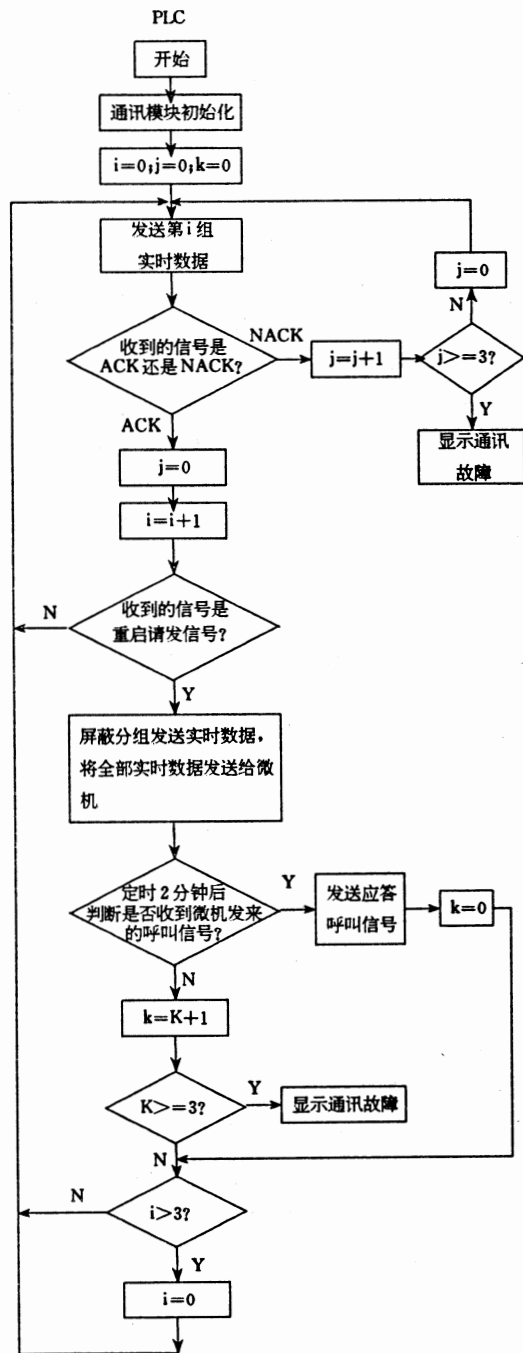 PLC
开始
通讯模块初始化
i=0;j=0;k=0
发送第i组
实时数据
收到的信号是
ACK还是NACK?
NACK
j=j+1
j>=3?
N
j=0
Y
显示通讯
故障
ACK
j=0
i=i+1
收到的信号是
重启请发信号?
N
Y
屏蔽分组发送实时数据,
将全部实时数据发送给微
机
定时2分钟后
判断是否收到微机发来
的呼叫信号?
Y
发送应答
呼叫信号
k=0
N
k=K+1
K>=3?
Y
显示通讯故障
N
i>3?
N
Y
i=0